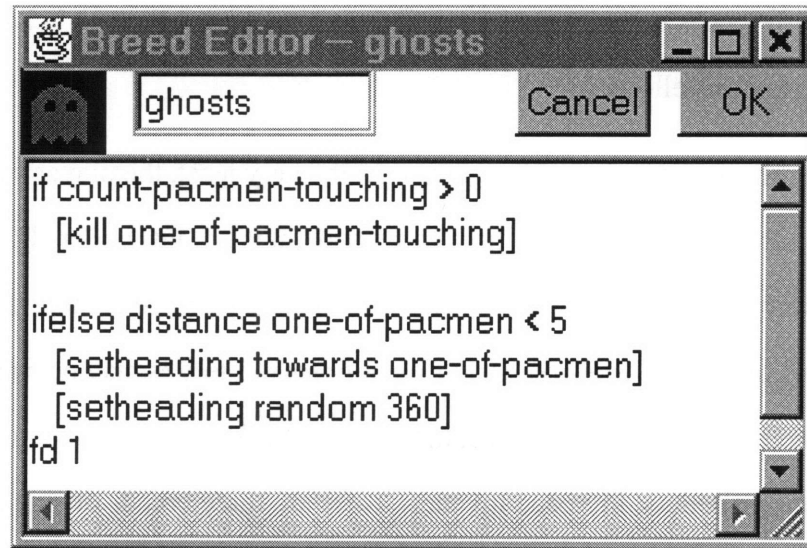 Breed Editor – ghosts
ghosts Cancel OK
if count-pacmen-touching > 0
[kill one-of-pacmen-touching]
ifelse distance one-of-pacmen < 5
[setheading towards one-of-pacmen]
[setheading random 360]
fd 1